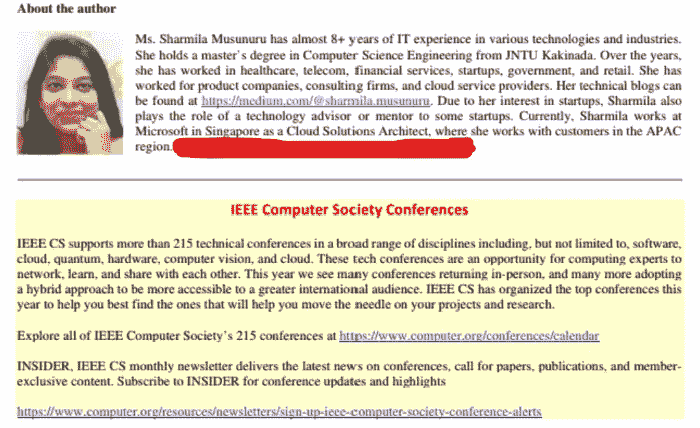 About the author
Ms. Sharmila Musunuru has almost 8+ years of IT experience in various technologies and industries.
She holds a master's degree in Computer Science Engineering from JNTU Kakinada. Over the years,
she has worked in healthcare, telecom, financial services, startups, government, and retail. She has
worked for product companies, consulting firms, and cloud service providers. Her technical blogs can
be found at https://medium.com/@sharmila.musunuru. Due to her interest in startups, Sharmila also
plays the role of a technology advisor or mentor to some startups. Currently, Sharmila works at
Microsoft in Singapore as a Cloud Solutions Architect, where she works with customers in the APAC
region.
IEEE Computer Society Conferences
IEEE CS supports more than 215 technical conferences in a broad range of disciplines including, but not limited to, software,
cloud, quantum, hardware, computer vision, and cloud. These tech conferences are an opportunity for computing experts to
network, learn, and share with each other. This year we see many conferences returning in-person, and many more adopting
a hybrid approach to be more accessible to a greater international audience. IEEE CS has organized the top conferences this
year to help you best find the ones that will help you move the needle on your projects and research.
Explore all of IEEE Computer Society's 215 conferences at https://www.computer.org/conferences/calendar
INSIDER, IEEE CS monthly newsletter delivers the latest news on conferences, call for papers, publications, and member-
exclusive content. Subscribe to INSIDER for conference updates and highlights
https://www.computer.org/resources/newsletters/sign-up-ieee-computer-society-conference-alerts